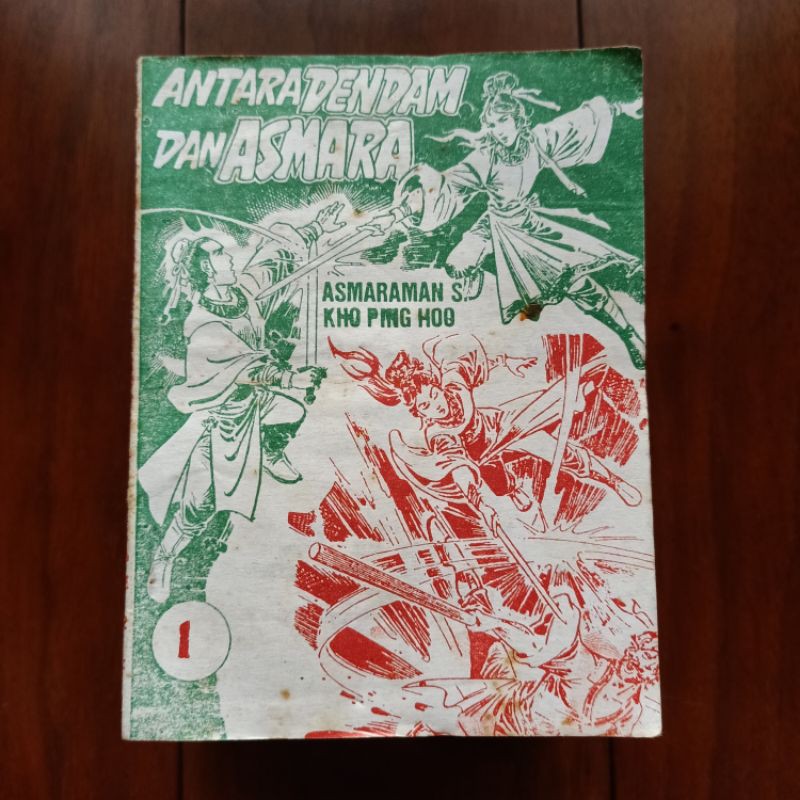 ANTARA DENDAM
DAN ASMARA
ASMARAMAN S.
KHO PING HOO
1